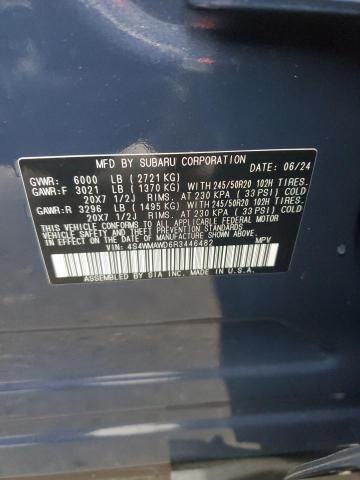 MFD BY SUBARU CORPORATION DATE: 06/24
GVWR: 6000 LB (2721 KG)
GAWR:F 3021 LB (1370 KG) WITH 245/50R20 102H TIRES,
20X7 1/2J RIMS, AT 230 KPA ( 33 PSI) COLD
GAWR:R 3296 LB (1495 KG) WITH 245/50R20 102H TIRES,
20X7 1/2J RIMS, AT 230 KPA ( 33 PSI) COLD
THIS VEHICLE CONFORMS TO ALL APPLICABLE FEDERAL MOTOR
VEHICLE SAFETY AND THEFT PREVENTION STANDARDS IN
EFFECT ON THE DATE OF MANUFACTURE SHOWN ABOVE.
VIN: 4S4WMAWD6R3446482 MPV
ASSEMBLED BY SIA INC. MADE IN U.S.A.